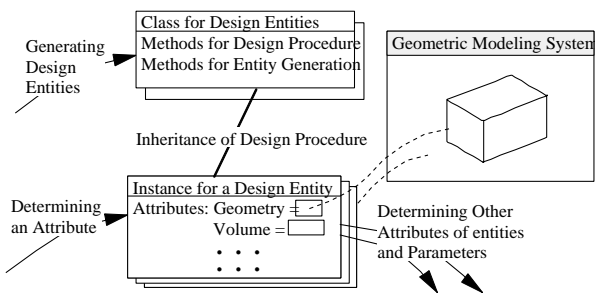 Class for Design Entities
Methods for Design Procedure
Methods for Entity Generation
Generating
Design
Entities
Geometric Modeling System
Inheritance of Design Procedure
Instance for a Design Entity
Attributes: Geometry =
Volume =
Determining
an Attribute
Determining Other
Attributes of entities
and Parameters